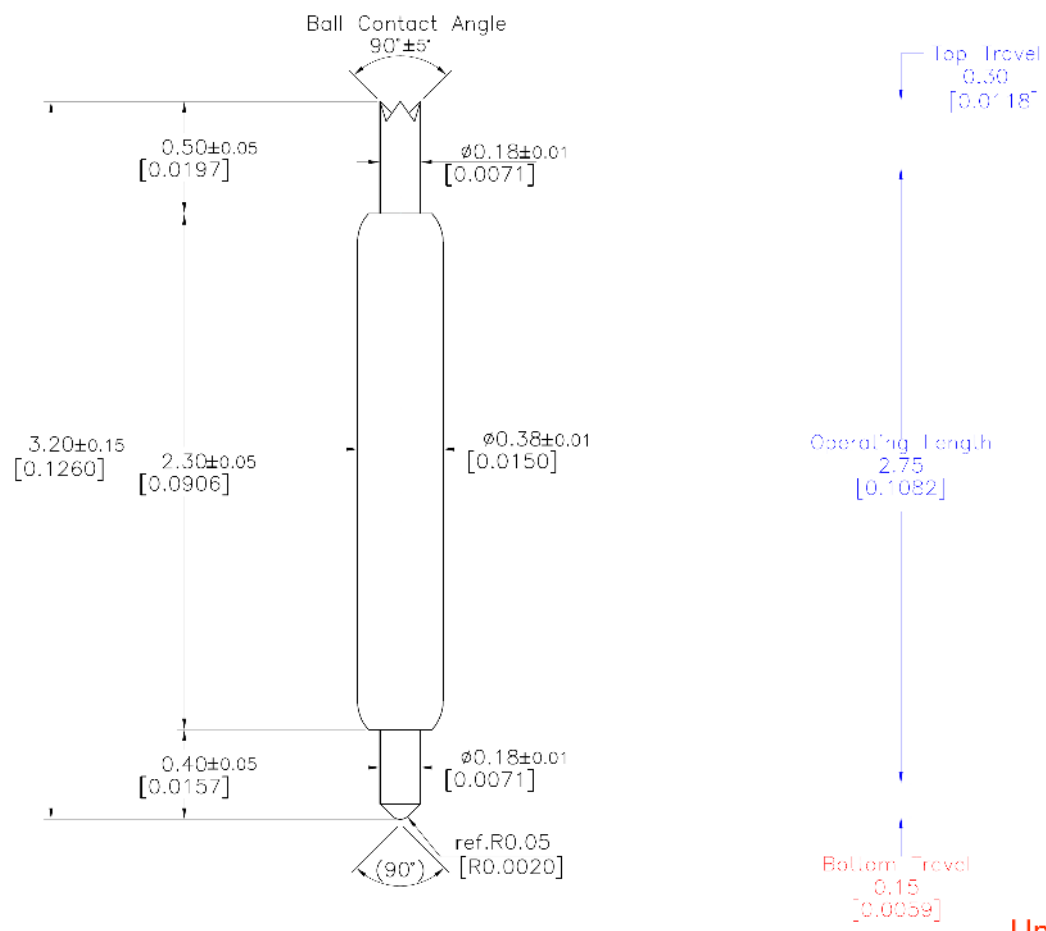 Ball Contact Angle
90°±5°
Top Travel
0.30
[0.0118]
0.50±0.05
[0.0197]
ø0.18±0.01
[0.0071]
3.20±0.15
[0.1260]
2.30±0.05
[0.0906]
ø0.38±0.01
[0.0150]
Operating Length
2.75
[0.1082]
0.40±0.05
[0.0157]
ø0.18±0.01
[0.0071]
ref.R0.05
[R0.0020]
(90°)
Bottom Travel
0.15
[0.0059]